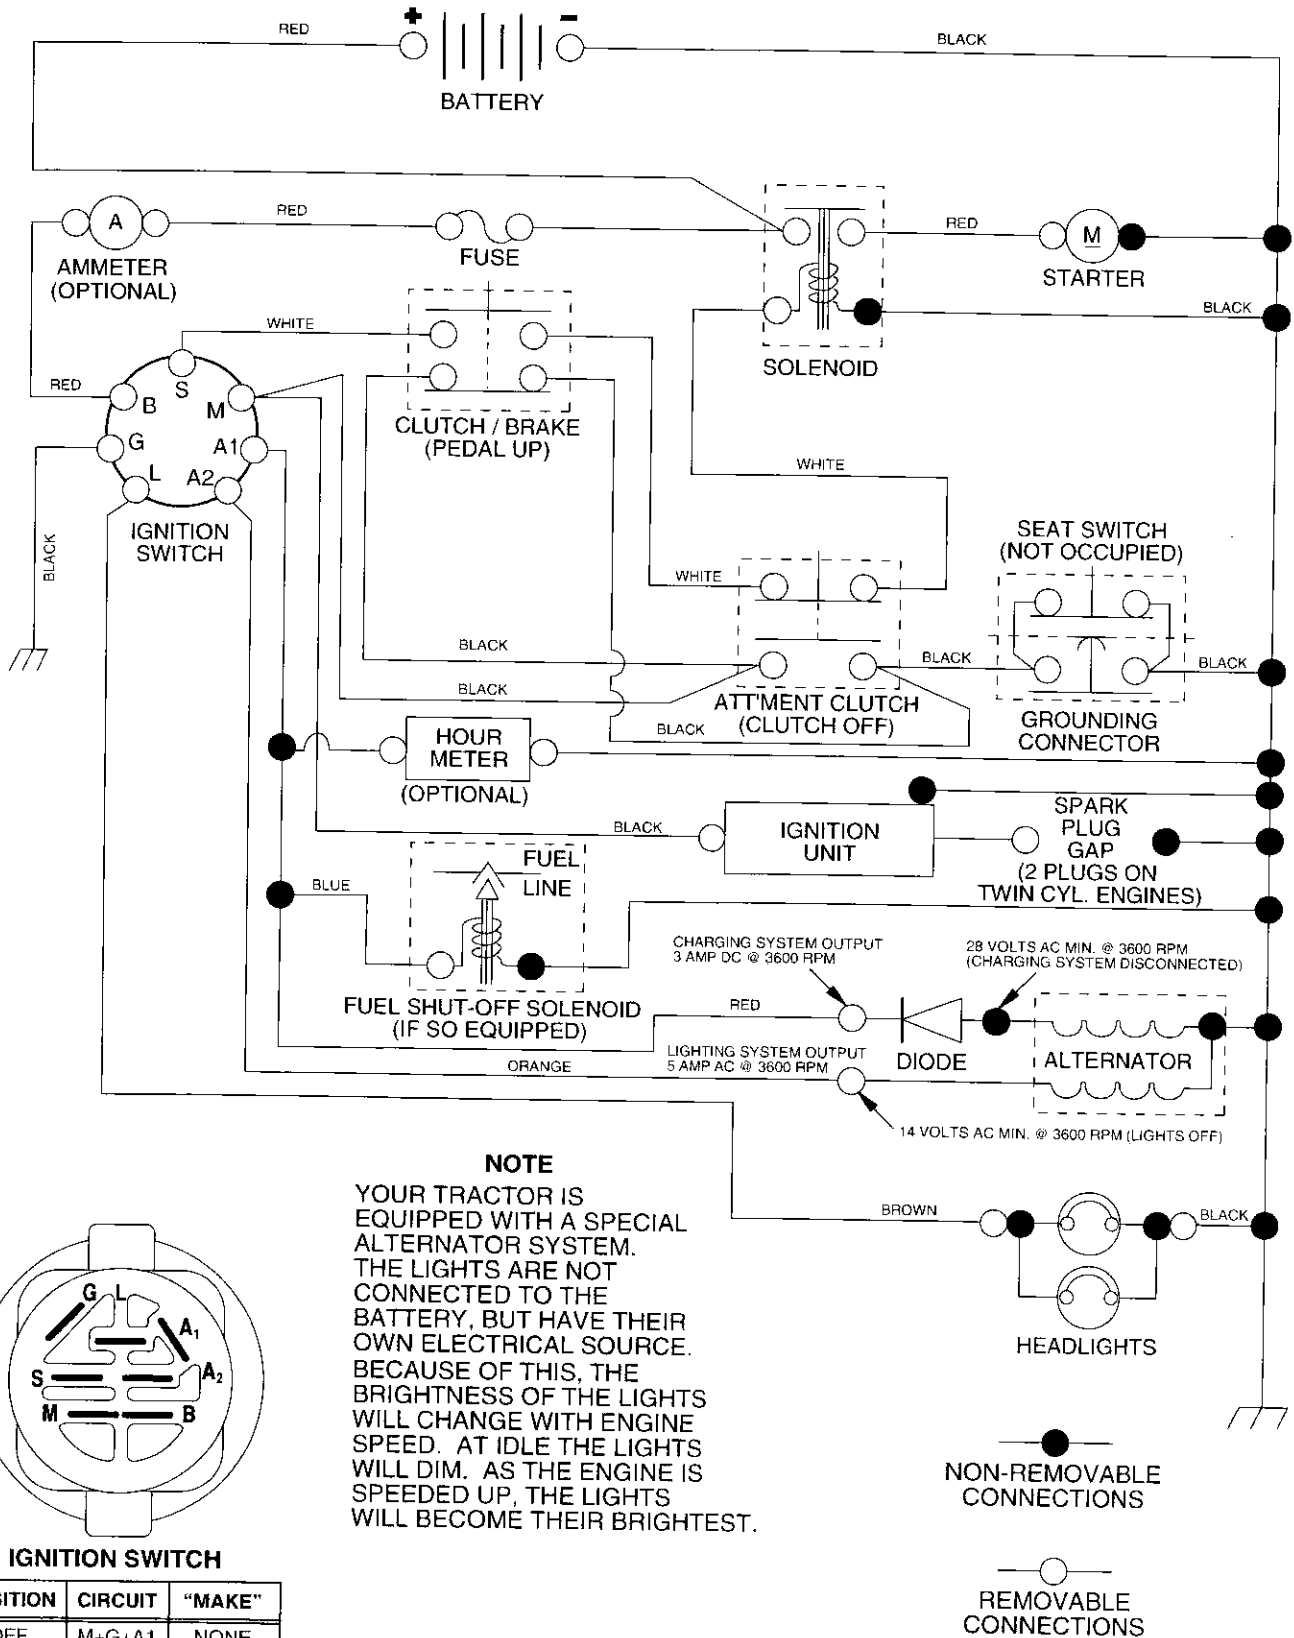 + -
RED
BLACK
BATTERY
A
RED
RED
M
FUSE
STARTER
AMMETER
(OPTIONAL)
WHITE
BLACK
SOLENOID
RED
S
B
M
G
A1
L
A2
CLUTCH / BRAKE
(PEDAL UP)
WHITE
IGNITION
SWITCH
BLACK
SEAT SWITCH
(NOT OCCUPIED)
WHITE
BLACK
BLACK
BLACK
BLACK
ATT'MENT CLUTCH
(CLUTCH OFF)
BLACK
GROUNDING
CONNECTOR
HOUR
METER
(OPTIONAL)
BLACK
IGNITION
UNIT
SPARK
PLUG
GAP
(2 PLUGS ON
TWIN CYL. ENGINES)
FUEL
LINE
BLUE
CHARGING SYSTEM OUTPUT
3 AMP DC @ 3600 RPM
28 VOLTS AC MIN. @ 3600 RPM
(CHARGING SYSTEM DISCONNECTED)
FUEL SHUT-OFF SOLENOID
(IF SO EQUIPPED)
RED
DIODE
ALTERNATOR
ORANGE
LIGHTING SYSTEM OUTPUT
5 AMP AC @ 3600 RPM
14 VOLTS AC MIN. @ 3600 RPM (LIGHTS OFF)
NOTE
YOUR TRACTOR IS
EQUIPPED WITH A SPECIAL
ALTERNATOR SYSTEM.
THE LIGHTS ARE NOT
CONNECTED TO THE
BATTERY, BUT HAVE THEIR
OWN ELECTRICAL SOURCE.
BECAUSE OF THIS, THE
BRIGHTNESS OF THE LIGHTS
WILL CHANGE WITH ENGINE
SPEED. AT IDLE THE LIGHTS
WILL DIM. AS THE ENGINE IS
SPEEDED UP, THE LIGHTS
WILL BECOME THEIR BRIGHTEST.
BROWN
BLACK
HEADLIGHTS
G L
A1
S
A2
M
B
IGNITION SWITCH
SITION CIRCUIT "MAKE"
M+G+A1 NONE
NON-REMOVABLE
CONNECTIONS
REMOVABLE
CONNECTIONS